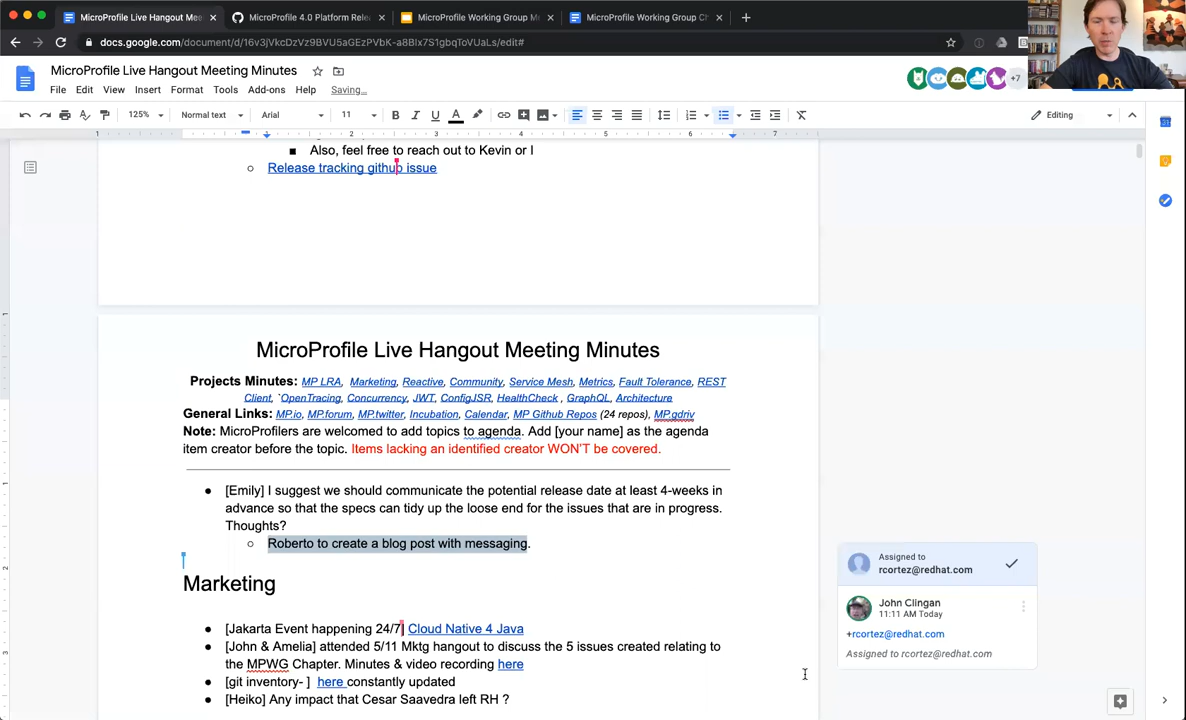 MicroProfile Live Hangout Mee
MicroProfile 4.0 Platform Rele
MicroProfile Working Group M
MicroProfile Working Group C
docs.google.com/document/d/16v3jVkcDzVz9BVU5aGEzPVbK-a8Blx7S1gbqToVUaLs/edit#
MicroProfile Live Hangout Meeting Minutes
File Edit View Insert Format Tools Add-ons Help Saving...
+7
125% Normal text Arial 11 Editing
1 1 2 3 4 5 6 7
■ Also, feel free to reach out to Kevin or I
○ Release tracking github issue
MicroProfile Live Hangout Meeting Minutes
Projects Minutes: MP LRA, Marketing, Reactive, Community, Service Mesh, Metrics, Fault Tolerance, REST
Client, `OpenTracing, Concurrency, JWT, ConfigJSR, HealthCheck , GraphQL, Architecture
General Links: MP.io, MP.forum, MP.twitter, Incubation, Calendar, MP Github Repos (24 repos), MP.gdriv
Note: MicroProfilers are welcomed to add topics to agenda. Add [your name] as the agenda
item creator before the topic. Items lacking an identified creator WON'T be covered.
● [Emily] I suggest we should communicate the potential release date at least 4-weeks in
advance so that the specs can tidy up the loose end for the issues that are in progress.
Thoughts?
○ Roberto to create a blog post with messaging.
Assigned to
rcortez@redhat.com
John Clingan
11:11 AM Today
+rcortez@redhat.com
Assigned to rcortez@redhat.com
Marketing
● [Jakarta Event happening 24/7] Cloud Native 4 Java
● [John & Amelia] attended 5/11 Mktg hangout to discuss the 5 issues created relating to
the MPWG Chapter. Minutes & video recording here
● [git inventory- ] here constantly updated
● [Heiko] Any impact that Cesar Saavedra left RH ?